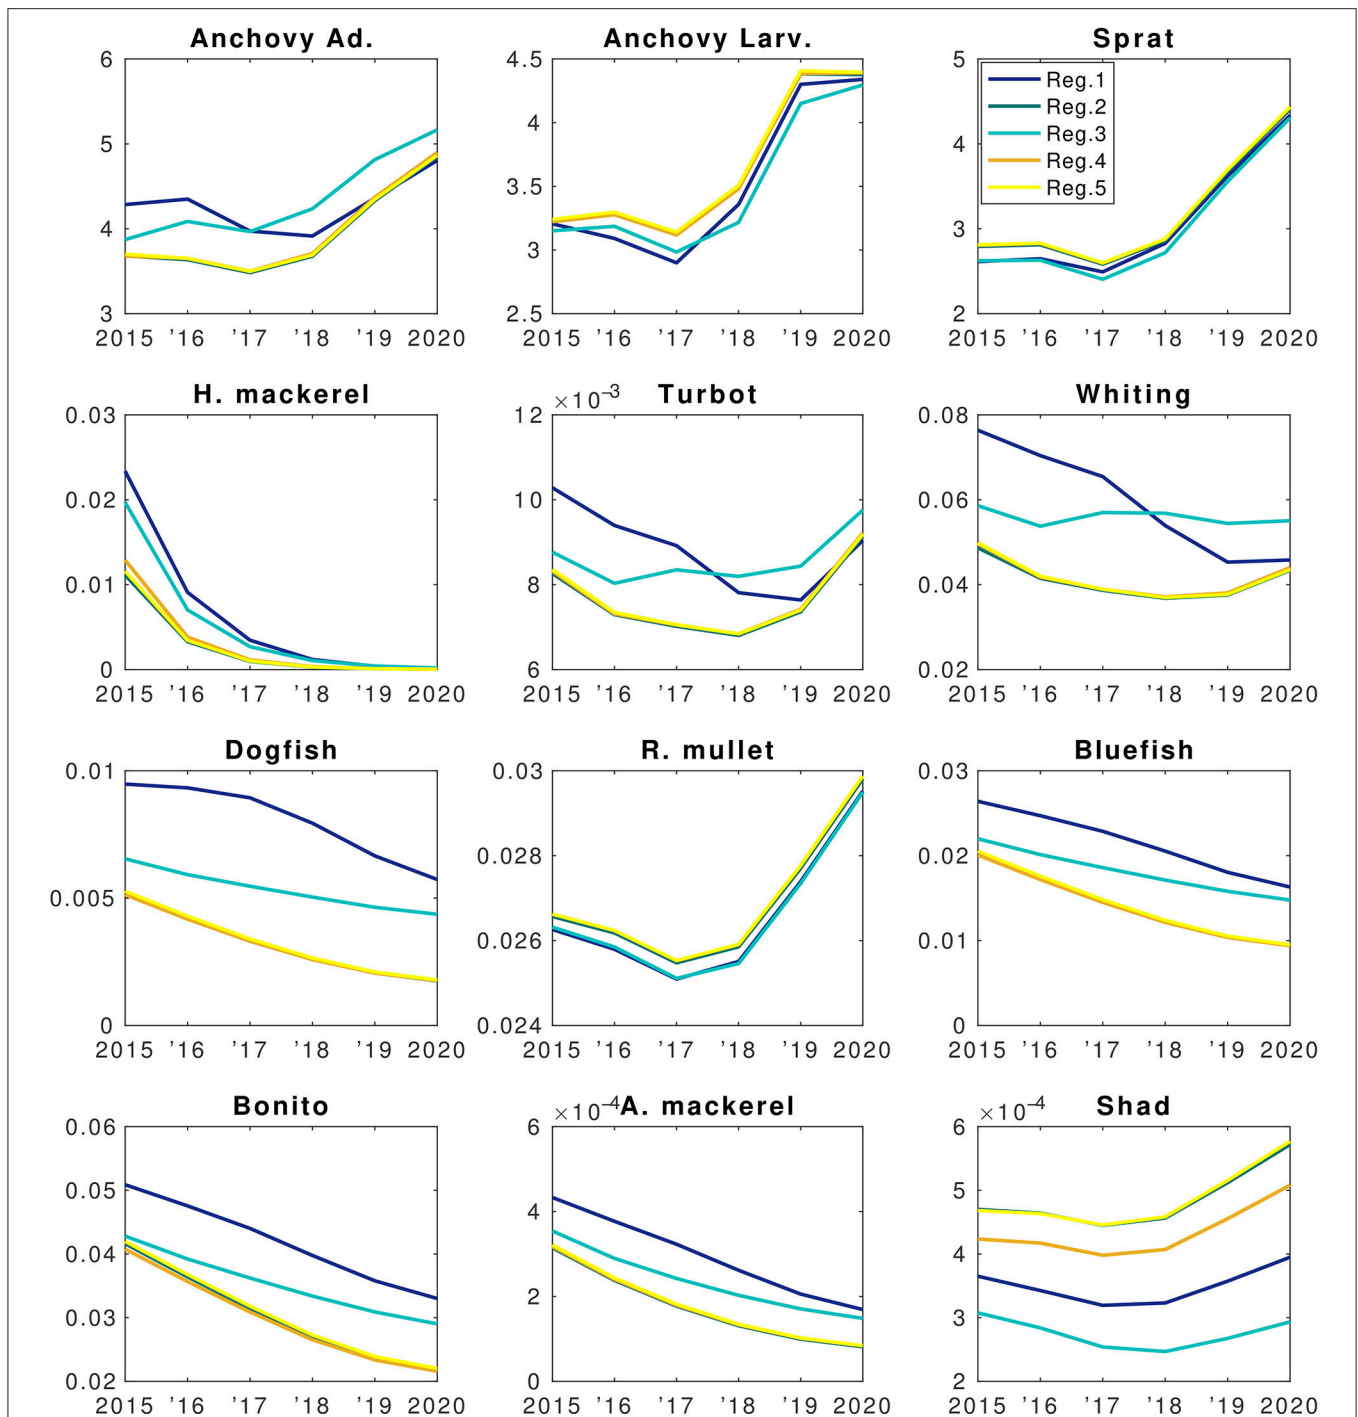 Anchovy Ad.
6
5
4
3
2015 '16 '17 '18 '19 2020
Anchovy Larv.
4.5
4
3.5
3
2.5
2015 '16 '17 '18 '19 2020
Sprat
5
4
3
2
Reg.1
Reg.2
Reg.3
Reg.4
Reg.5
2015 '16 '17 '18 '19 2020
H. mackerel
0.03
0.02
0.01
0
2015 '16 '17 '18 '19 2020
×10⁻³ Turbot
12
10
8
6
2015 '16 '17 '18 '19 2020
Whiting
0.08
0.06
0.04
0.02
2015 '16 '17 '18 '19 2020
Dogfish
0.01
0.005
0
2015 '16 '17 '18 '19 2020
R. mullet
0.03
0.028
0.026
0.024
2015 '16 '17 '18 '19 2020
Bluefish
0.03
0.02
0.01
0
2015 '16 '17 '18 '19 2020
Bonito
0.06
0.05
0.04
0.03
0.02
2015 '16 '17 '18 '19 2020
×10⁻⁴ A. mackerel
6
4
2
0
2015 '16 '17 '18 '19 2020
×10⁻⁴ Shad
6
5
4
3
2
2015 '16 '17 '18 '19 2020